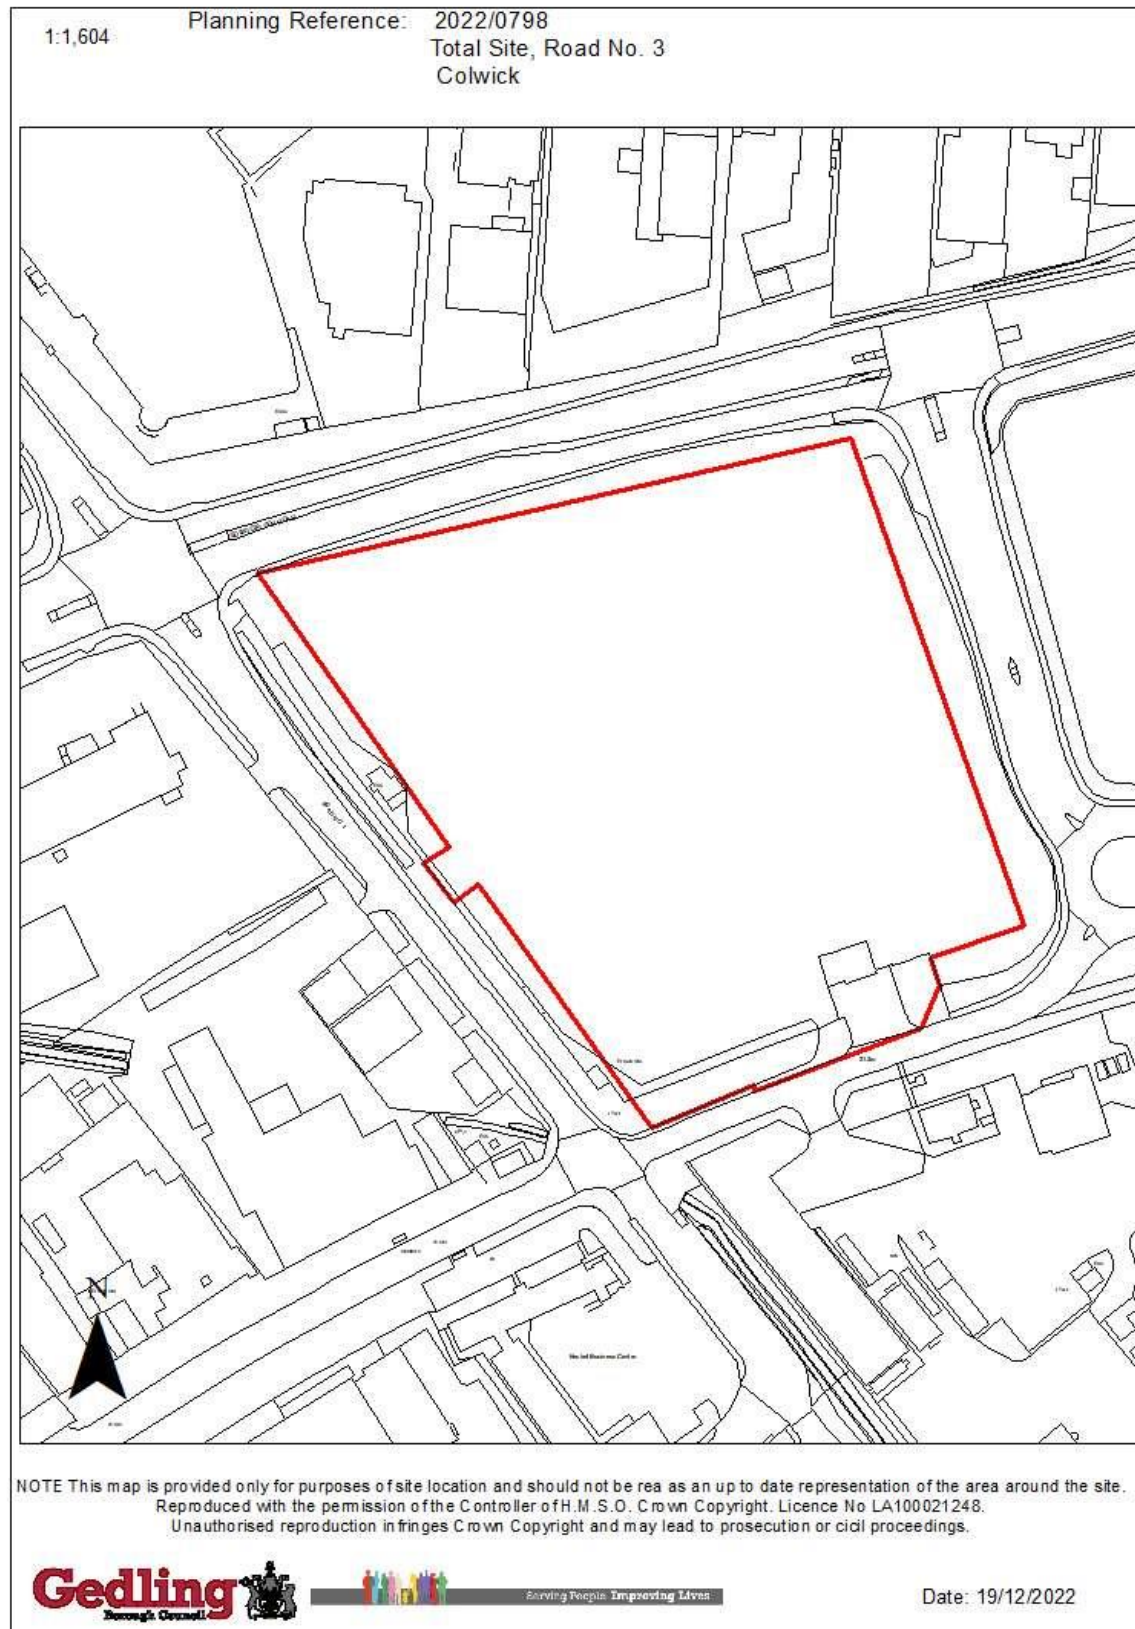 1:1,604
Planning Reference: 2022/0798
Total Site, Road No. 3
Colwick
N
NOTE This map is provided only for purposes of site location and should not be rea as an up to date representation of the area around the site.
Reproduced with the permission of the Controller of H.M.S.O. Crown Copyright. Licence No LA100021248.
Unauthorised reproduction infringes Crown Copyright and may lead to prosecution or cicil proceedings.
Gedling
Borough Council
Serving People Improving Lives
Date: 19/12/2022